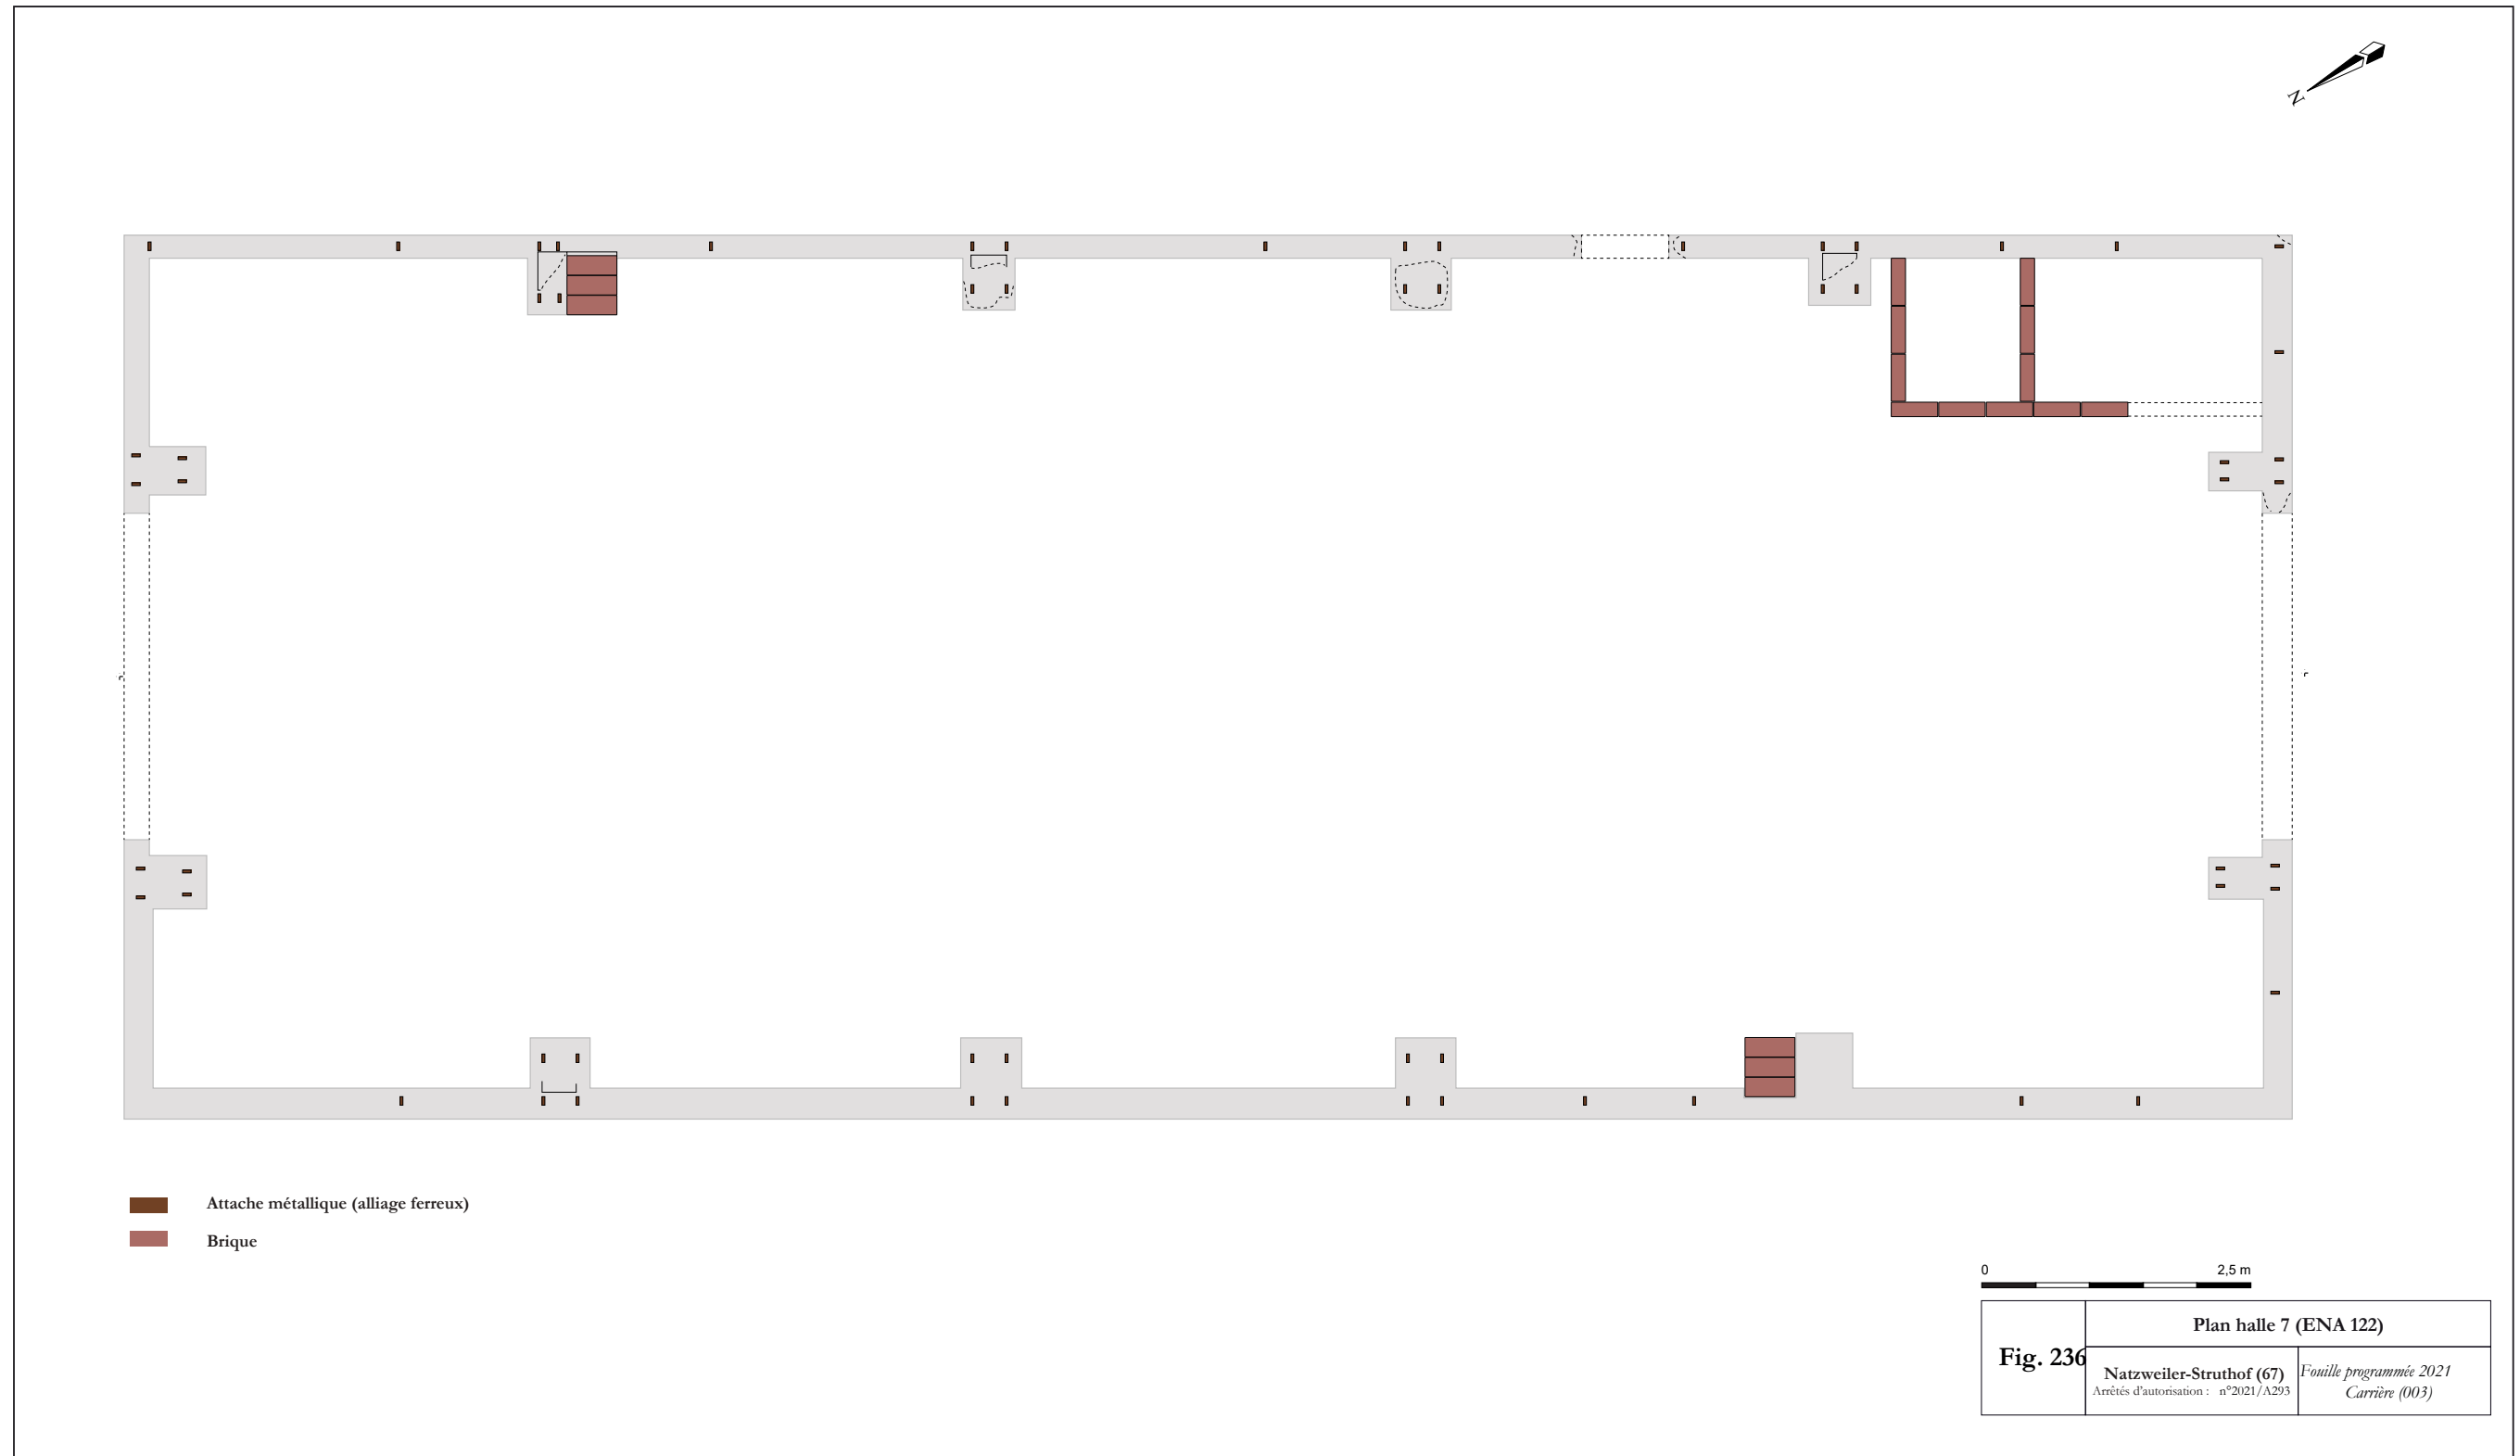 N
Attache métallique (alliage ferreux)
Brique
0 2,5 m
Fig. 236
Plan halle 7 (ENA 122)
Natzweiler-Struthof (67)
Arrêtés d'autorisation : n°2021/A293
Fouille programmée 2021
Carrière (003)